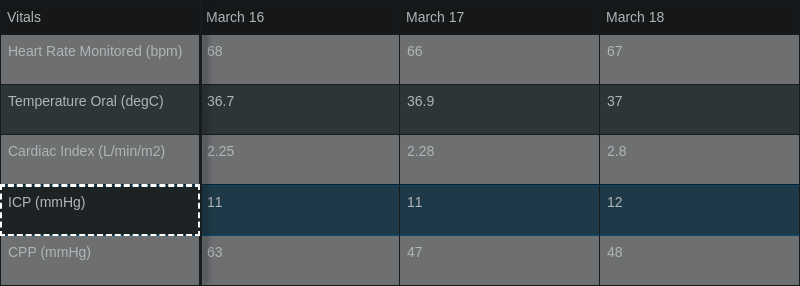 Vitals March 16 March 17 March 18
Heart Rate Monitored (bpm) 68 66 67
Temperature Oral (degC) 36.7 36.9 37
Cardiac Index (L/min/m2) 2.25 2.28 2.8
ICP (mmHg) 11 11 12
CPP (mmHg) 63 47 48